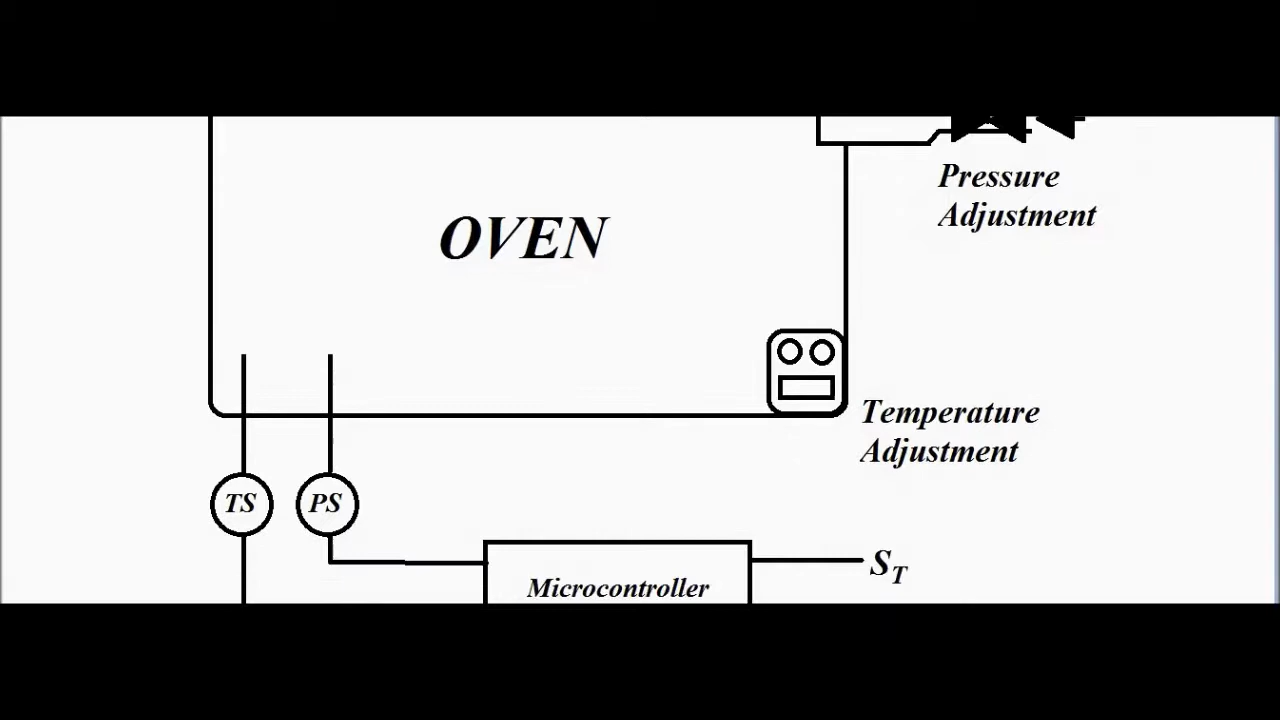 Pressure
Adjustment
OVEN
Temperature
Adjustment
TS
PS
S_T
Microcontroller